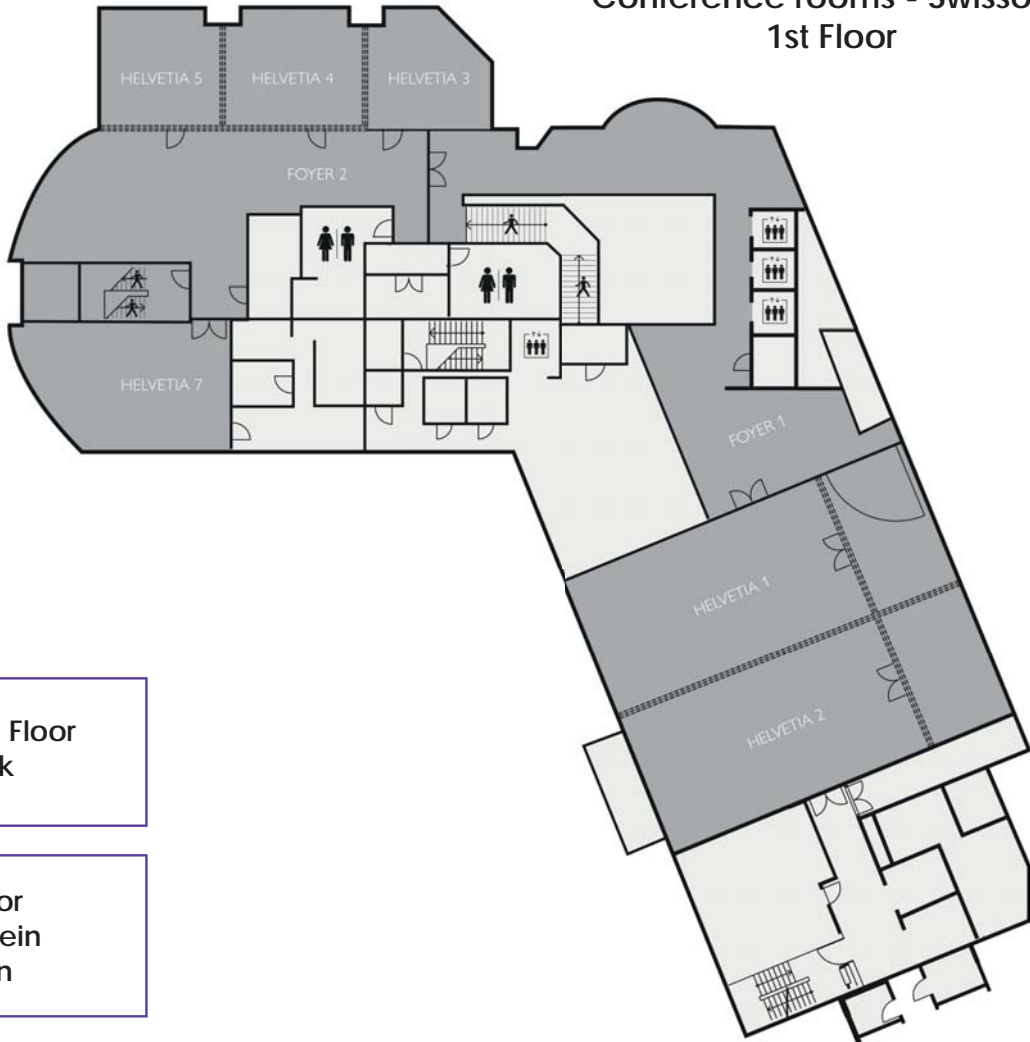 Conference rooms - Swisso
1st Floor
HELVETIA 5
HELVETIA 4
HELVETIA 3
FOYER 2
HELVETIA 7
FOYER 1
HELVETIA 1
HELVETIA 2
Floor
k
or
ein
n